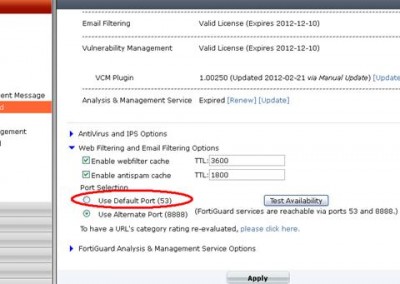 Email Filtering Valid License (Expires 2012-12-10)
Vulnerability Management Valid License (Expires 2012-12-10)
VCM Plugin 1.00250 (Updated 2012-02-21 via Manual Update) [Update]
ent Message
Analysis & Management Service Expired [Renew] [Update]
AntiVirus and IPS Options
agement
Web Filtering and Email Filtering Options
Enable webfilter cache TTL: 3600
Enable antispam cache TTL: 1800
Port Selection
Use Default Port (53) Test Availability
Use Alternate Port (8888) (FortiGuard services are reachable via ports 53 and 8888.)
To have a URL's category rating re-evaluated, please click here.
FortiGuard Analysis & Management Service Options
Apply